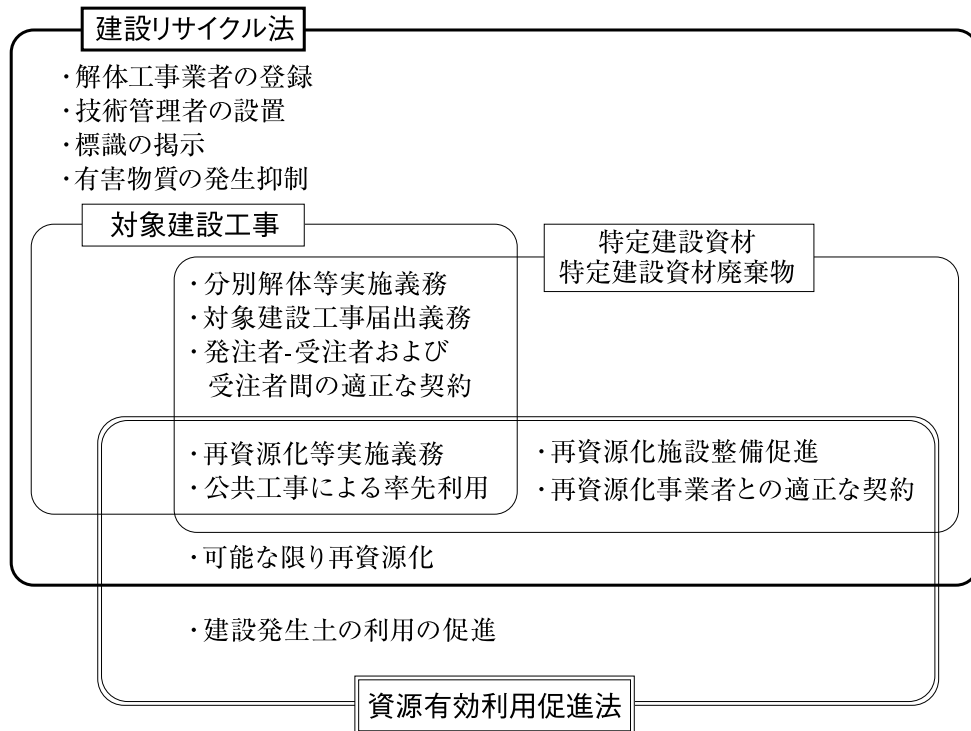 建設リサイクル法
・解体工事業者の登録
・技術管理者の設置
・標識の掲示
・有害物質の発生抑制
対象建設工事
特定建設資材
特定建設資材廃棄物
・分別解体等実施義務
・対象建設工事届出義務
・発注者-受注者および
受注者間の適正な契約
・再資源化等実施義務
・公共工事による率先利用
・再資源化施設整備促進
・再資源化事業者との適正な契約
・可能な限り再資源化
・建設発生土の利用の促進
資源有効利用促進法